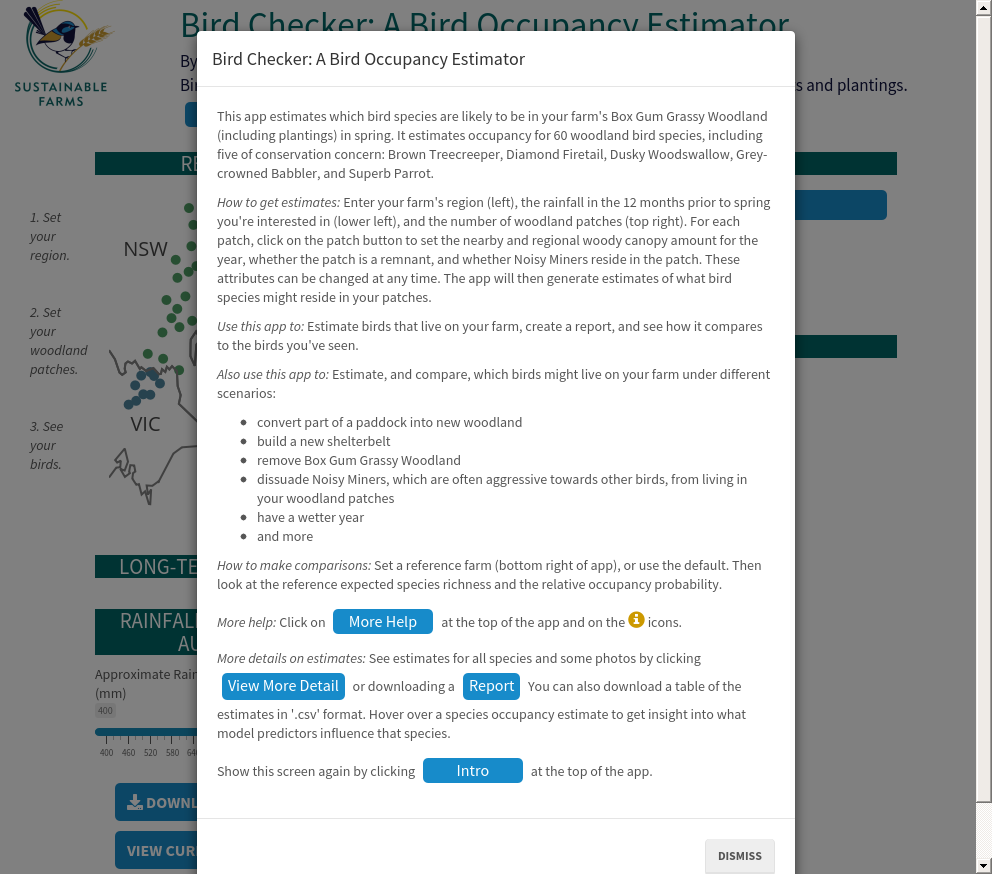 SUSTAINABLE
FARMS
Bird Checker: A Bird Occupancy Estimator
By
Bir
s and plantings.
Bird Checker: A Bird Occupancy Estimator
This app estimates which bird species are likely to be in your farm's Box Gum Grassy Woodland
(including plantings) in spring. It estimates occupancy for 60 woodland bird species, including
five of conservation concern: Brown Treecreeper, Diamond Firetail, Dusky Woodswallow, Grey-
crowned Babbler, and Superb Parrot.
How to get estimates: Enter your farm's region (left), the rainfall in the 12 months prior to spring
you're interested in (lower left), and the number of woodland patches (top right). For each
patch, click on the patch button to set the nearby and regional woody canopy amount for the
year, whether the patch is a remnant, and whether Noisy Miners reside in the patch. These
attributes can be changed at any time. The app will then generate estimates of what bird
species might reside in your patches.
Use this app to: Estimate birds that live on your farm, create a report, and see how it compares
to the birds you've seen.
Also use this app to: Estimate, and compare, which birds might live on your farm under different
scenarios:
convert part of a paddock into new woodland
build a new shelterbelt
remove Box Gum Grassy Woodland
dissuade Noisy Miners, which are often aggressive towards other birds, from living in
your woodland patches
have a wetter year
and more
How to make comparisons: Set a reference farm (bottom right of app), or use the default. Then
look at the reference expected species richness and the relative occupancy probability.
More help: Click on More Help at the top of the app and on the icons.
More details on estimates: See estimates for all species and some photos by clicking
View More Detail or downloading a Report You can also download a table of the
estimates in '.csv' format. Hover over a species occupancy estimate to get insight into what
model predictors influence that species.
Show this screen again by clicking Intro at the top of the app.
DISMISS
RE
1. Set
your
region.
NSW
2. Set
your
woodland
patches.
VIC
3. See
your
birds.
LONG-TE
RAINFAL
AU
Approximate Rain
(mm)
400
400 460 520 580 640
DOWNL
VIEW CUR